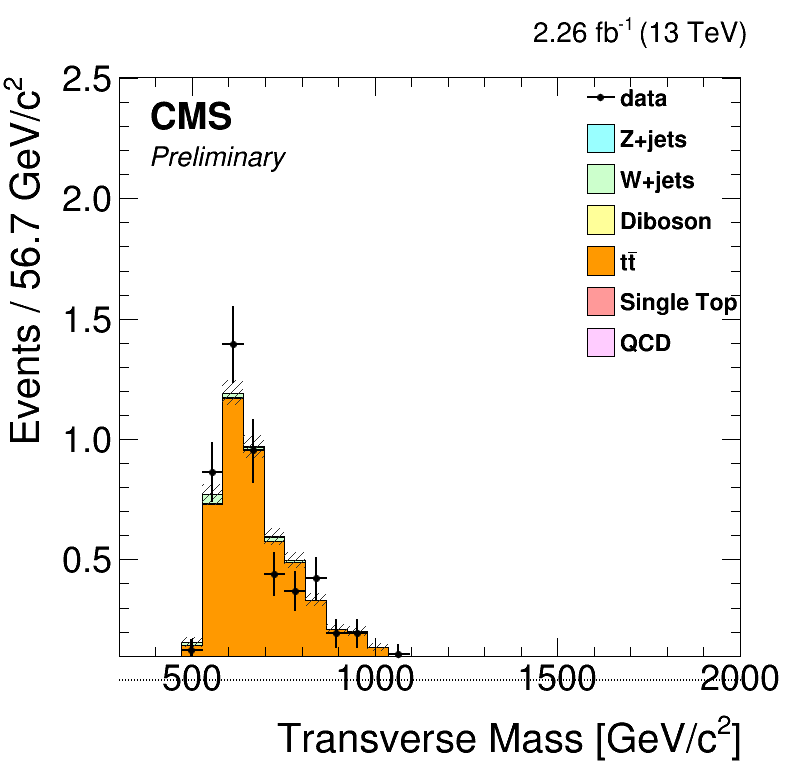 2.26 fb-1 (13 TeV)
CMS
Preliminary
data
Z+jets
W+jets
Diboson
tt̄
Single Top
QCD
Events / 56.7 GeV/c2
2.5
2.0
1.5
1.0
0.5
500 1000 1500 2000
Transverse Mass [GeV/c2]